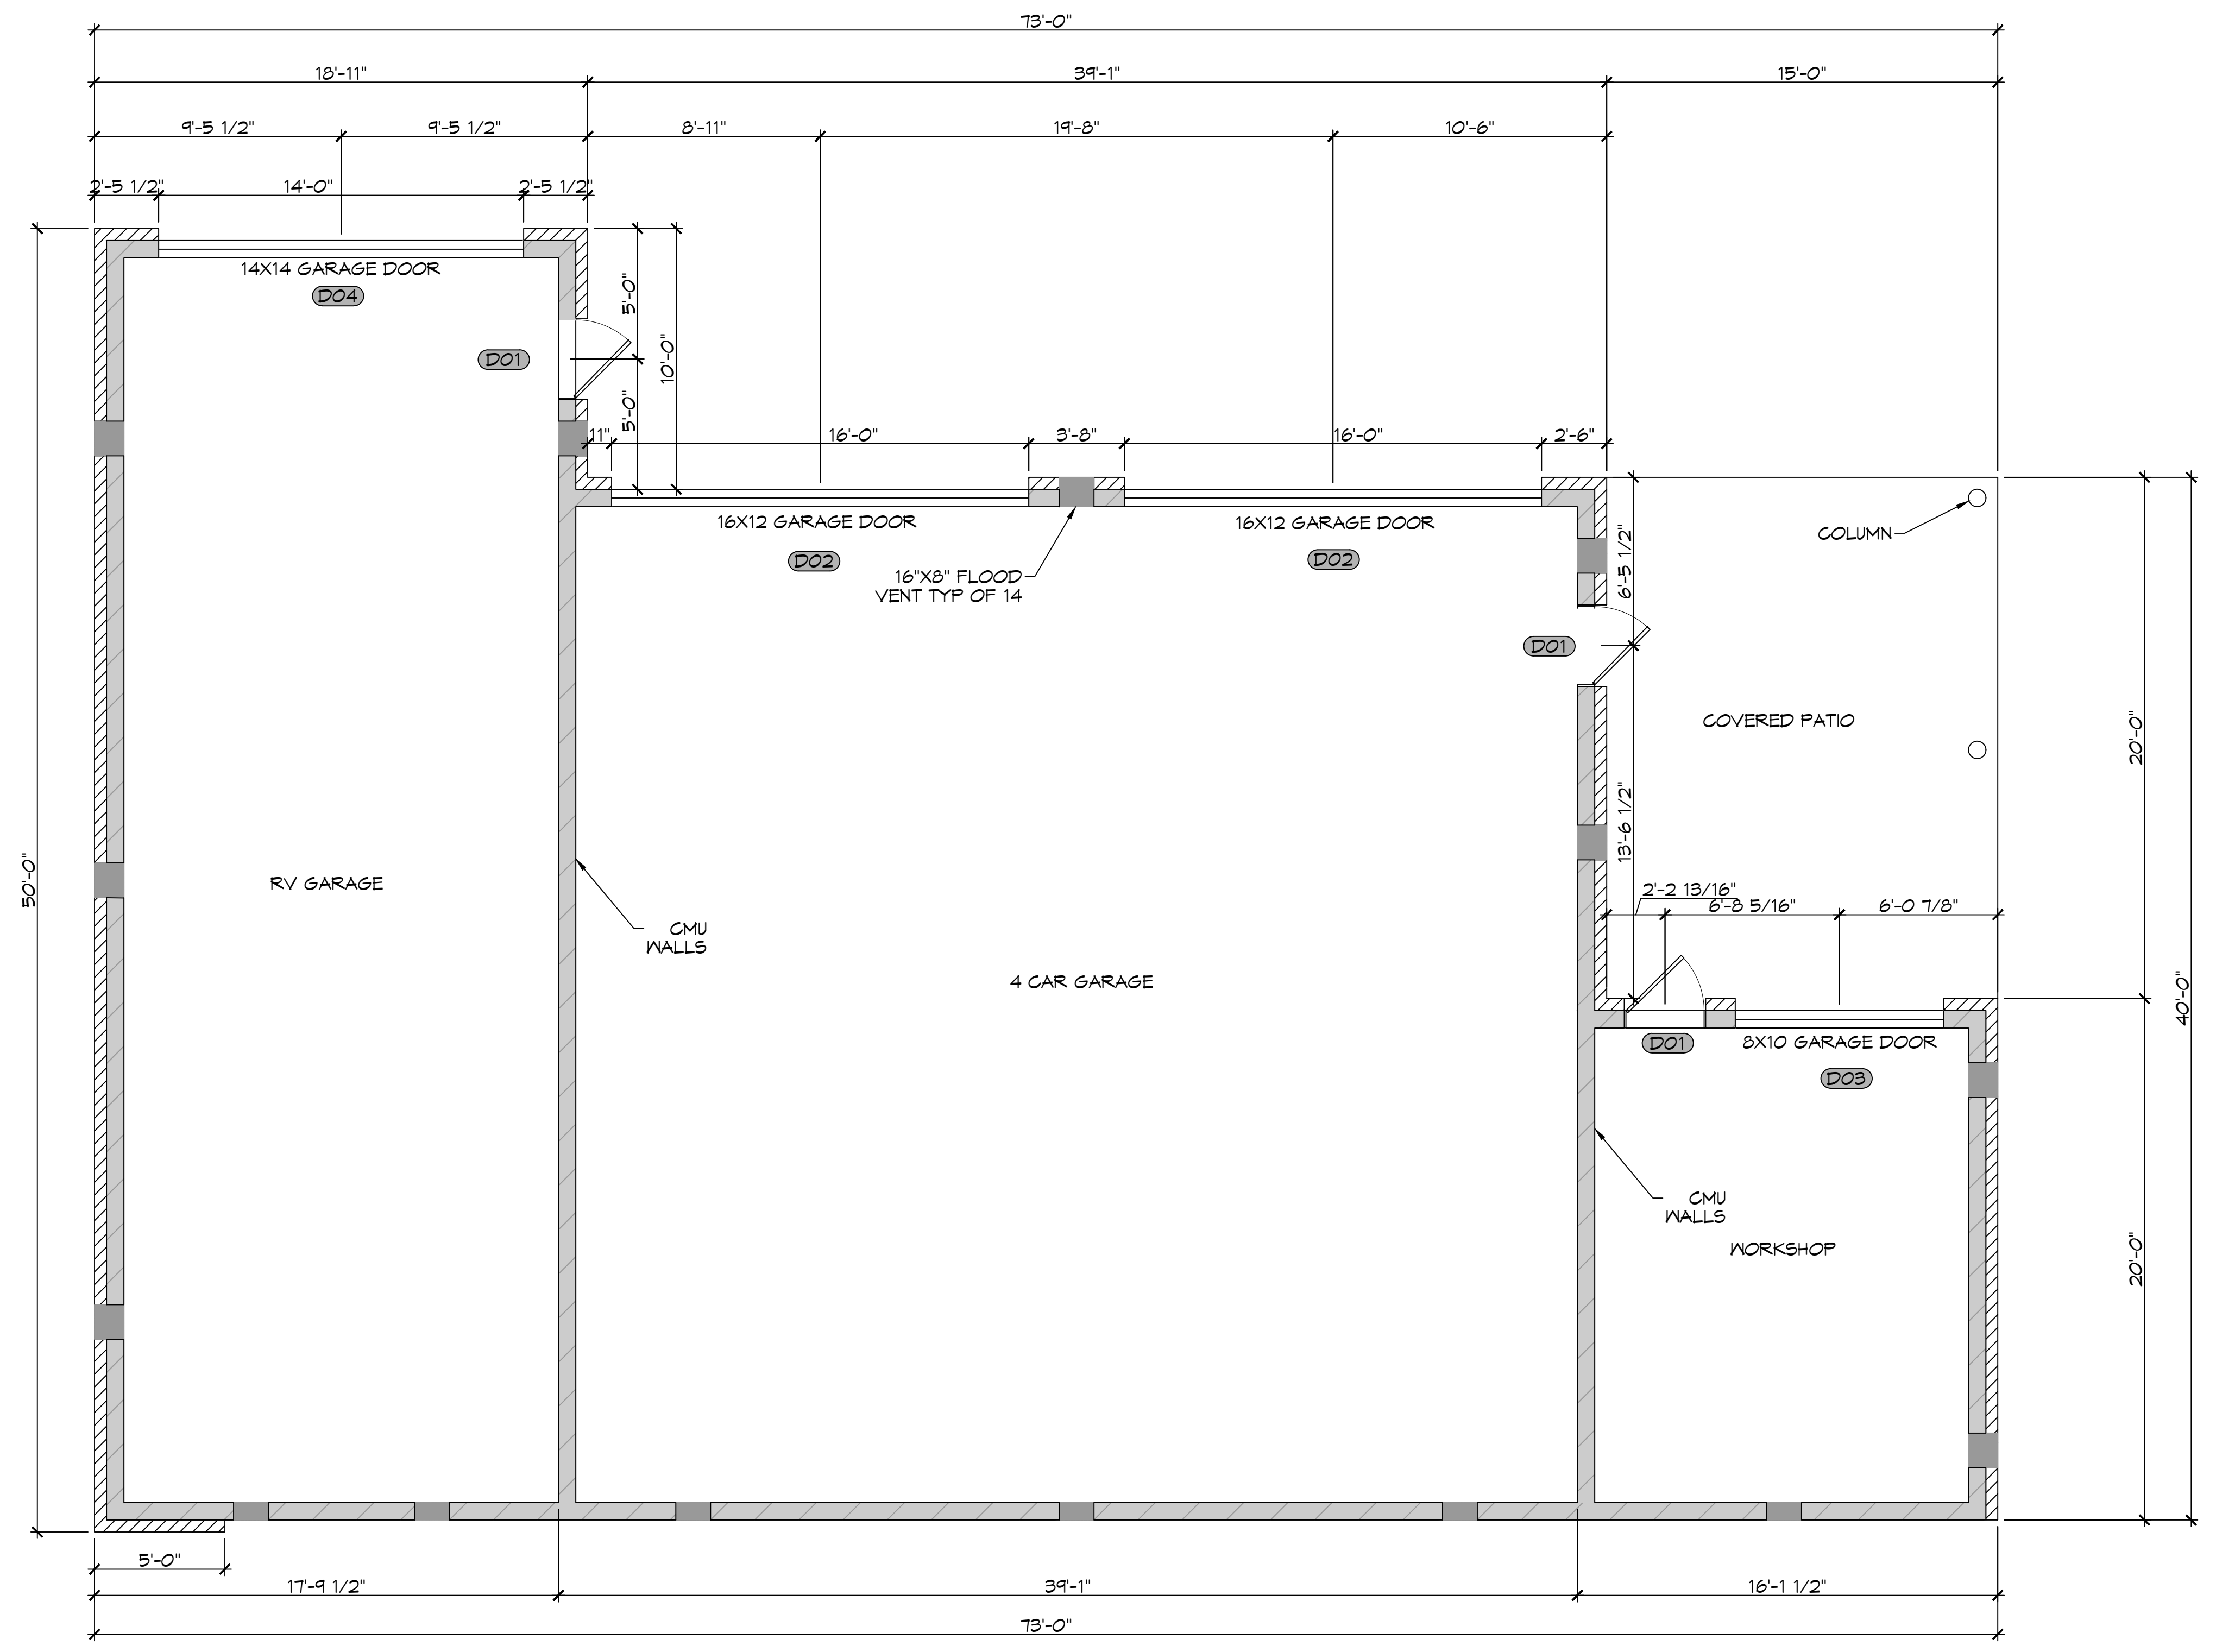 73'-0"
18'-11"
39'-1"
15'-0"
9'-5 1/2"
9'-5 1/2"
8'-11"
19'-8"
10'-6"
2'-5 1/2"
14'-0"
2'-5 1/2"
14X14 GARAGE DOOR
D04
D01
5'-0"
5'-0"
10'-0"
11"
16'-0"
3'-8"
16'-0"
2'-6"
16X12 GARAGE DOOR
D02
16X12 GARAGE DOOR
D02
16"X8" FLOOD
VENT TYP OF 14
COLUMN
6'-5 1/2"
D01
COVERED PATIO
13'-6 1/2"
20'-0"
50'-0"
RV GARAGE
2'-2 13/16"
6'-8 5/16"
6'-0 7/8"
CMU
WALLS
4 CAR GARAGE
40'-0"
D01
8X10 GARAGE DOOR
D03
CMU
WALLS
WORKSHOP
20'-0"
5'-0"
17'-9 1/2"
39'-1"
16'-1 1/2"
73'-0"